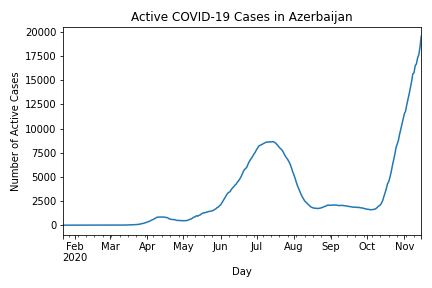 Active COVID-19 Cases in Azerbaijan
20000
17500
15000
12500
10000
7500
5000
2500
0
Number of Active Cases
Feb Mar Apr May Jun Jul Aug Sep Oct Nov
2020
Day